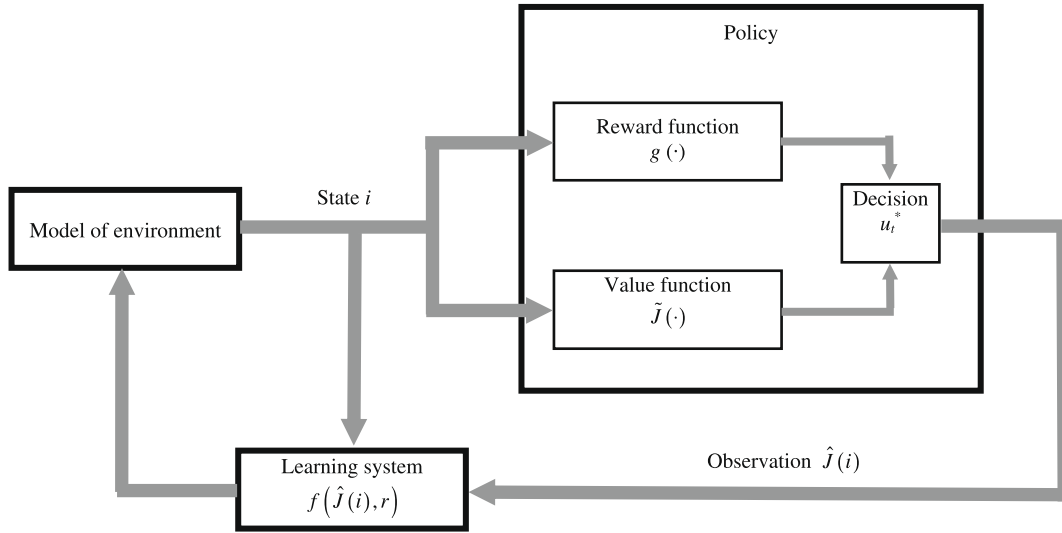 Policy
Reward function
g (·)
State i
Model of environment
Decision
u_t^*
Value function
J̃ (·)
Observation Ĵ(i)
Learning system
f(Ĵ(i), r)